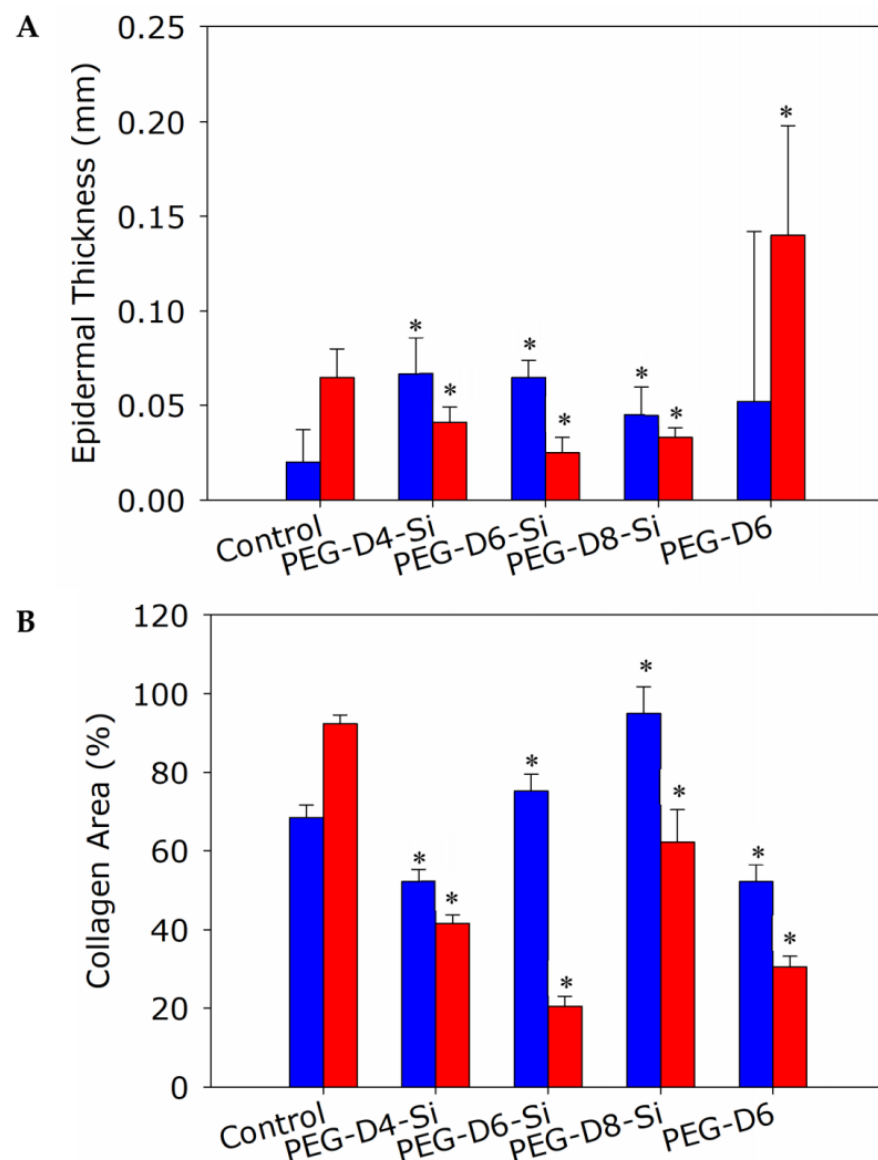 A
Epidermal Thickness (mm)
0.25
0.20
0.15
0.10
0.05
0.00
*
*
*
*
*
*
*
Control
PEG-D4-Si
PEG-D6-Si
PEG-D8-Si
PEG-D6
B
Collagen Area (%)
120
100
80
60
40
20
0
*
*
*
*
*
*
*
*
Control
PEG-D4-Si
PEG-D6-Si
PEG-D8-Si
PEG-D6